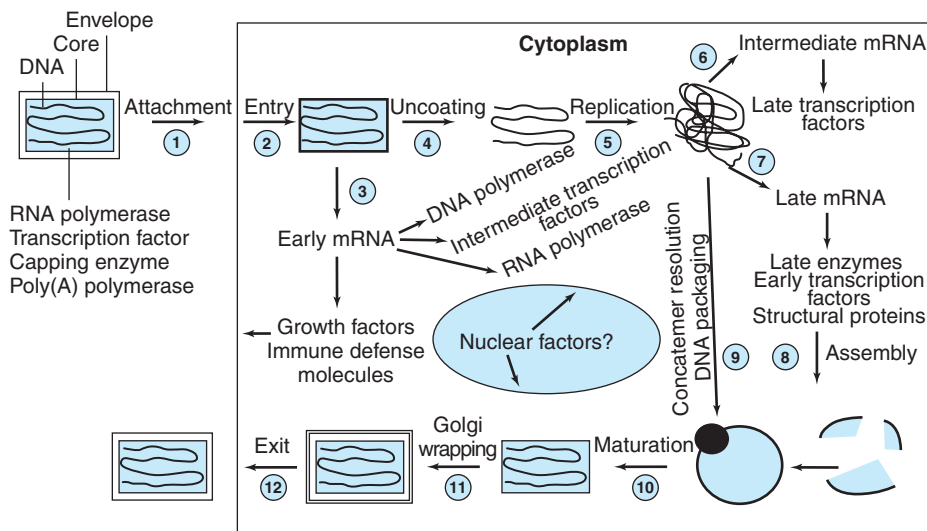 Envelope
Core
DNA
Cytoplasm
Attachment
1
Entry
2
Uncoating
4
Replication
5
6
Intermediate mRNA
Late transcription
factors
7
Late mRNA
RNA polymerase
Transcription factor
Capping enzyme
Poly(A) polymerase
3
Early mRNA
DNA polymerase
Intermediate transcription
factors
RNA polymerase
Growth factors
Immune defense
molecules
Nuclear factors?
Concatemer resolution
DNA packaging
9
Late enzymes
Early transcription
factors
Structural proteins
8
Assembly
Maturation
10
Golgi
wrapping
11
Exit
12